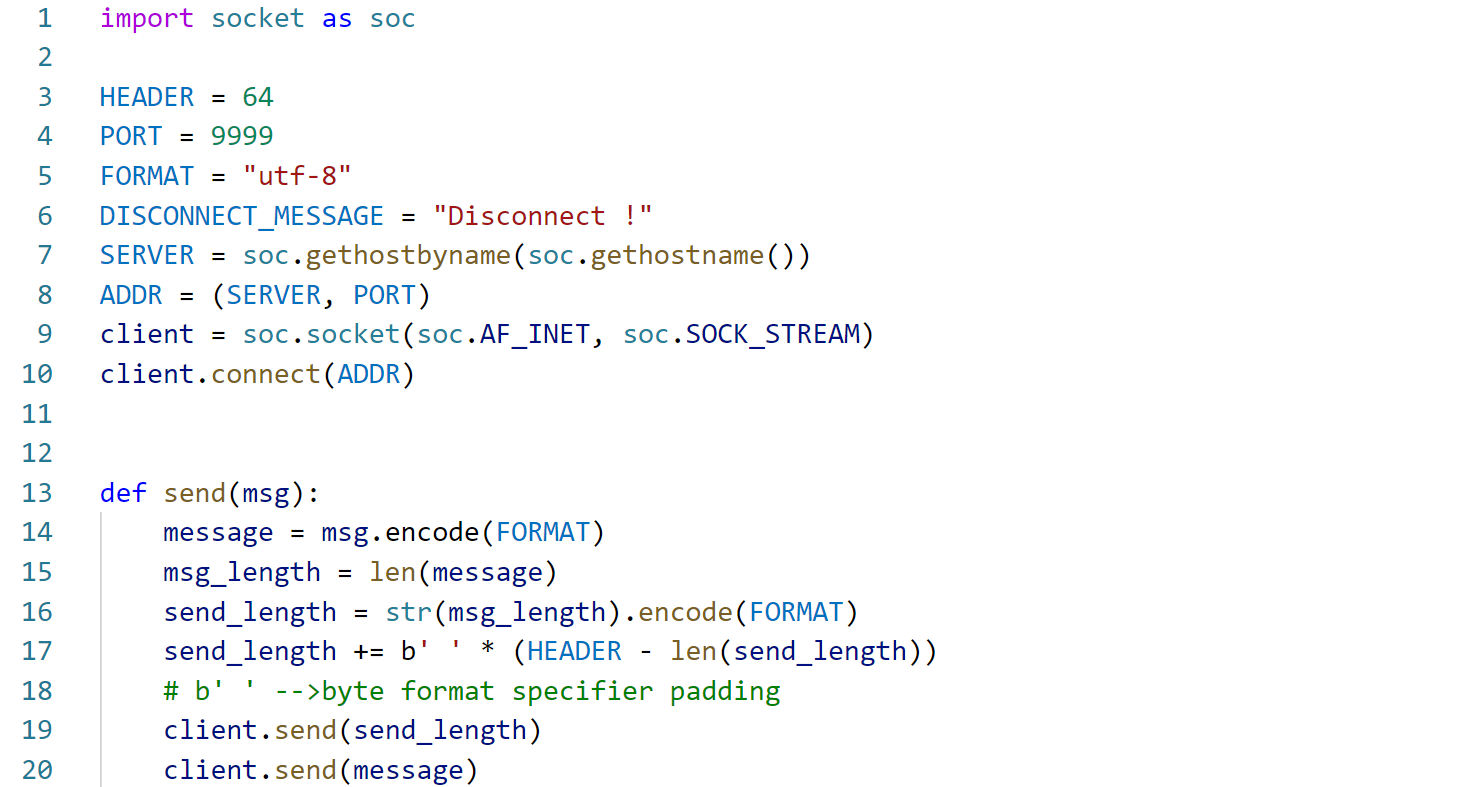 1 import socket as soc
2
3 HEADER = 64
4 PORT = 9999
5 FORMAT = "utf-8"
6 DISCONNECT_MESSAGE = "Disconnect !"
7 SERVER = soc.gethostbyname(soc.gethostname())
8 ADDR = (SERVER, PORT)
9 client = soc.socket(soc.AF_INET, soc.SOCK_STREAM)
10 client.connect(ADDR)
11
12
13 def send(msg):
14     message = msg.encode(FORMAT)
15     msg_length = len(message)
16     send_length = str(msg_length).encode(FORMAT)
17     send_length += b' ' * (HEADER - len(send_length))
18     # b' ' -->byte format specifier padding
19     client.send(send_length)
20     client.send(message)